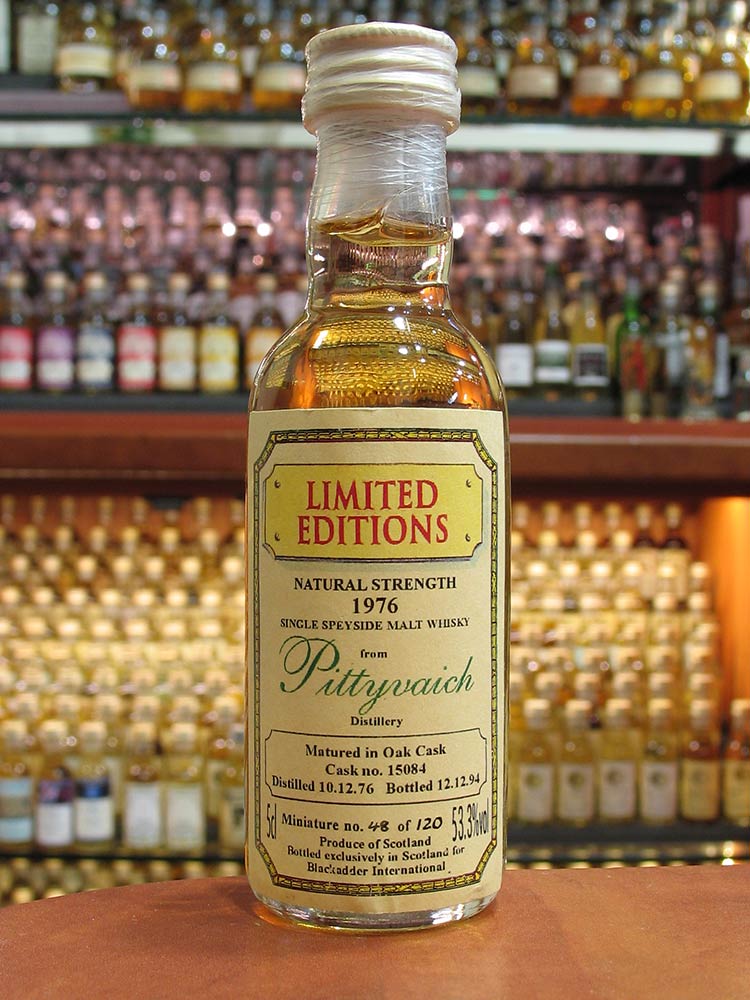 LIMITED
EDITIONS
NATURAL STRENGTH
1976
SINGLE SPEYSIDE MALT WHISKY
from
Pittyvaich
Distillery
Matured in Oak Cask
Cask no. 15084
Distilled 10.12.76 Bottled 12.12.94
5cl Miniature no. 48 of 120 53.3%vol
Produce of Scotland
Bottled exclusively in Scotland for
Blackadder International